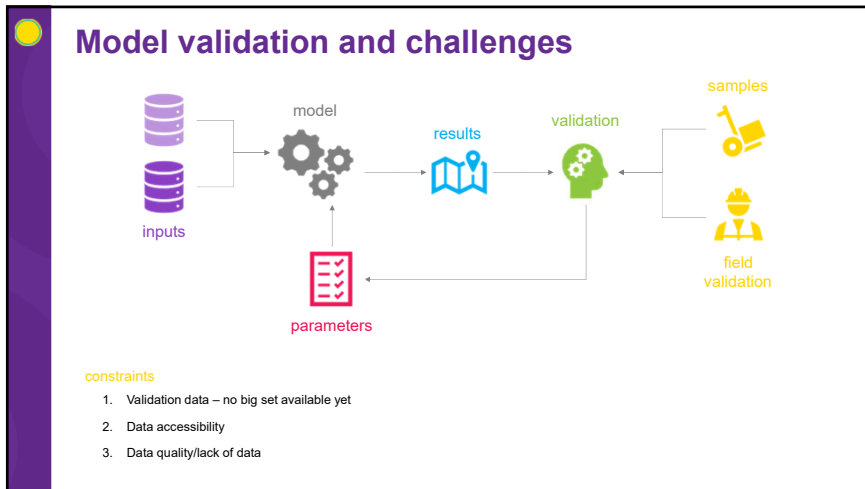 Model validation and challenges
samples
model
results
validation
inputs
field
validation
parameters
constraints
1. Validation data – no big set available yet
2. Data accessibility
3. Data quality/lack of data